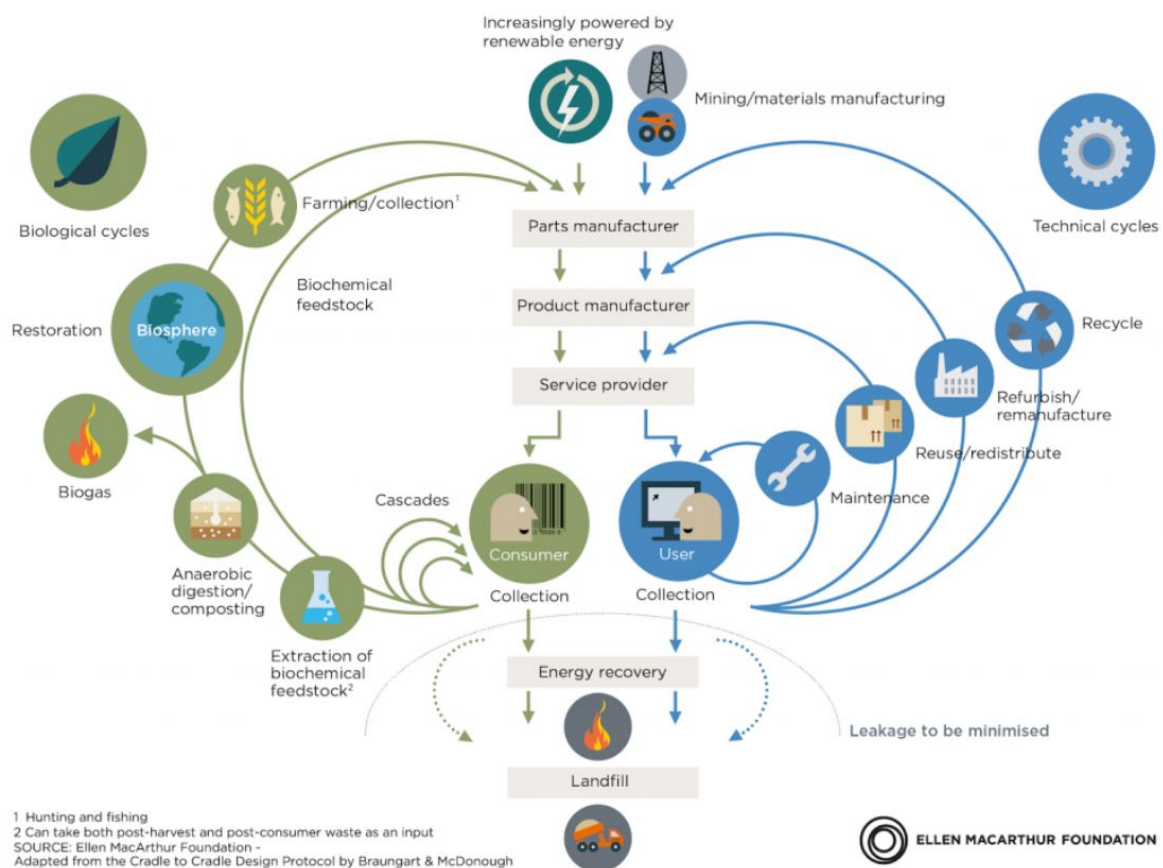 Increasingly powered by
renewable energy
Mining/materials manufacturing
Biological cycles
Technical cycles
Farming/collection¹
Parts manufacturer
Biochemical
feedstock
Product manufacturer
Restoration
Biosphere
Recycle
Service provider
Refurbish/
remanufacture
Reuse/redistribute
Biogas
Cascades
Maintenance
Consumer
User
Anaerobic
digestion/
composting
Collection
Collection
Extraction of
biochemical
feedstock²
Energy recovery
Leakage to be minimised
Landfill
1 Hunting and fishing
2 Can take both post-harvest and post-consumer waste as an input
SOURCE: Ellen MacArthur Foundation -
Adapted from the Cradle to Cradle Design Protocol by Braungart & McDonough
ELLEN MACARTHUR FOUNDATION